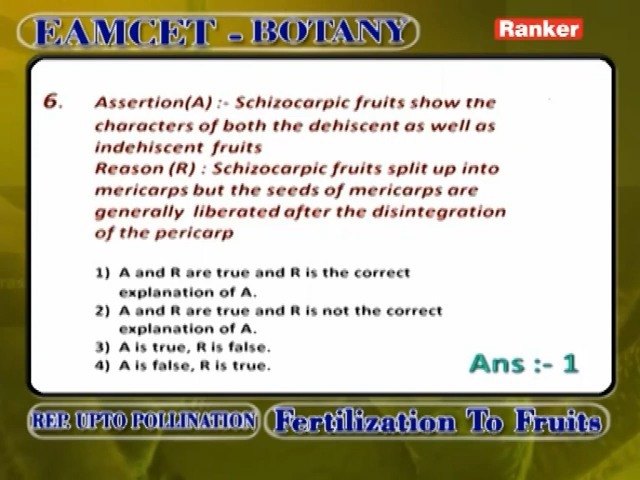 EAMCET - BOTANY
Ranker
6. Assertion(A) :- Schizocarpic fruits show the
characters of both the dehiscent as well as
indehiscent fruits
Reason (R) : Schizocarpic fruits split up into
mericarps but the seeds of mericarps are
generally liberated after the disintegration
of the pericarp
1) A and R are true and R is the correct
explanation of A.
2) A and R are true and R is not the correct
explanation of A.
3) A is true, R is false.
4) A is false, R is true.
Ans :- 1
REP. UPTO POLLINATION
Fertilization To Fruits